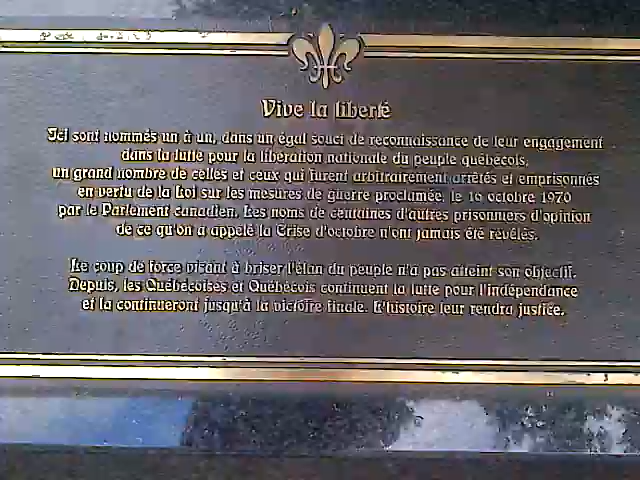 Vive la liberté
Ici sont nommés un à un, dans un égal souci de reconnaissance de leur engagement
dans la lutte pour la libération nationale du peuple québécois,
un grand nombre de celles et ceux qui furent arbitrairement arrêtés et emprisonnés
en vertu de la Loi sur les mesures de guerre proclamée, le 16 octobre 1970
par le Parlement canadien. Les noms de centaines d'autres prisonniers d'opinion
de ce qu'on a appelé la Crise d'octobre n'ont jamais été révélés.
Le coup de force visant à briser l'élan du peuple n'a pas atteint son objectif.
Depuis, les Québécoises et Québécois continuent la lutte pour l'indépendance
et la continueront jusqu'à la victoire finale. L'histoire leur rendra justice.